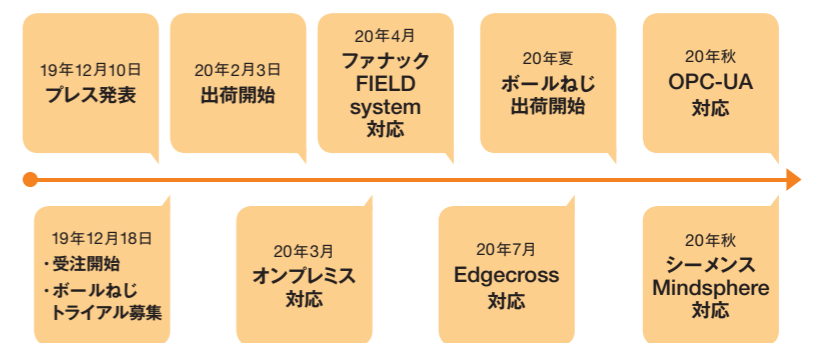 19年12月10日
プレス発表
20年2月3日
出荷開始
20年4月
ファナック
FIELD
system
対応
20年夏
ボールねじ
出荷開始
20年秋
OPC-UA
対応
19年12月18日
・受注開始
・ボールねじ
トライアル募集
20年3月
オンプレミス
対応
20年7月
Edgecross
対応
20年秋
シーメンス
Mindsphere
対応